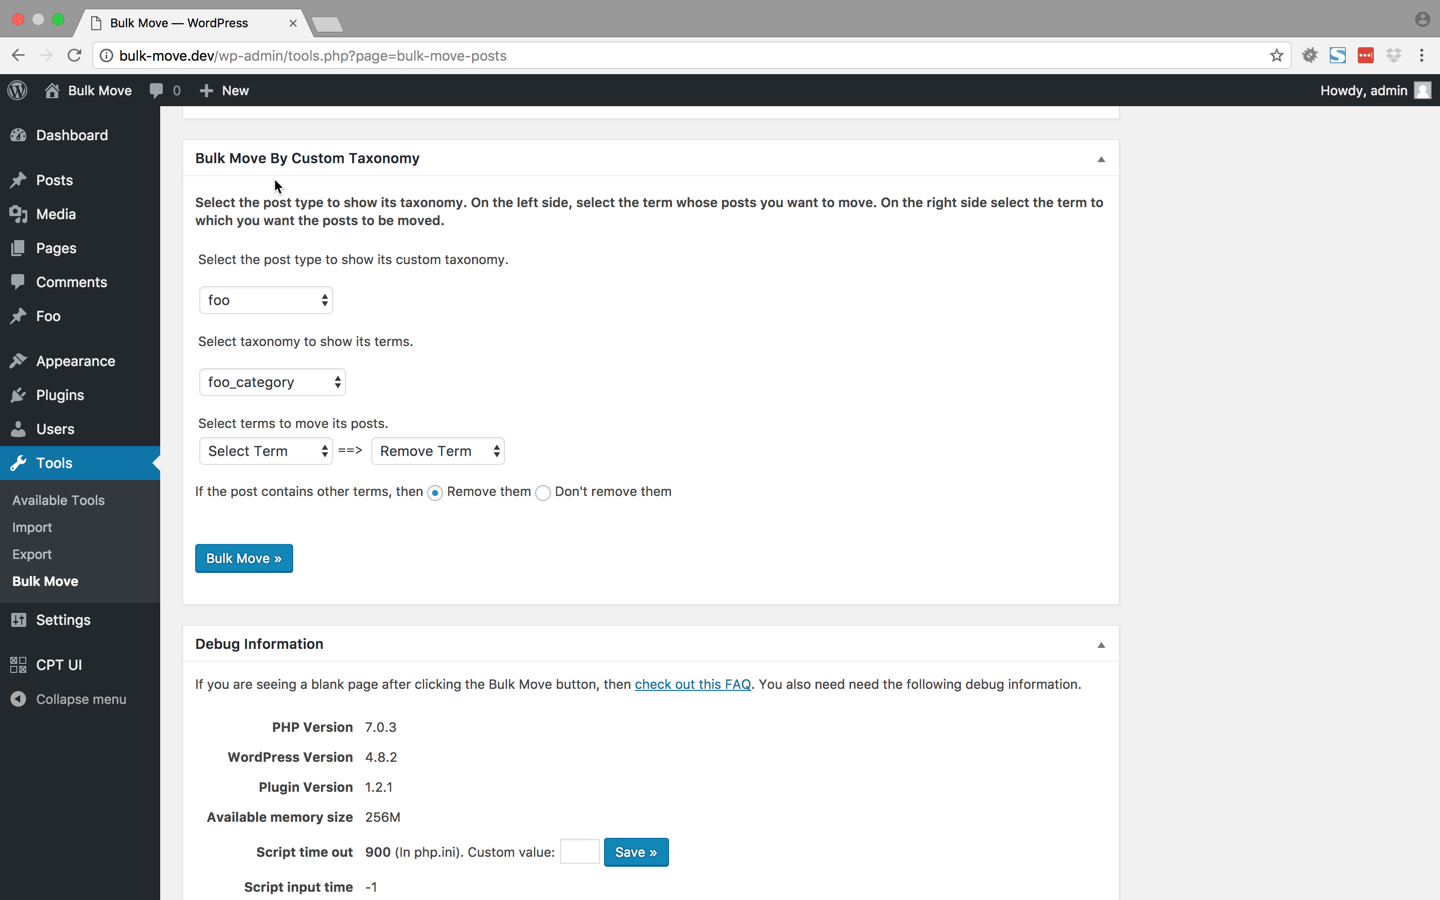 Bulk Move — WordPress
bulk-move.dev/wp-admin/tools.php?page=bulk-move-posts
Bulk Move 0 New Howdy, admin
Dashboard
Posts
Media
Pages
Comments
Foo
Appearance
Plugins
Users
Tools
Available Tools
Import
Export
Bulk Move
Settings
CPT UI
Collapse menu
Bulk Move By Custom Taxonomy
Select the post type to show its taxonomy. On the left side, select the term whose posts you want to move. On the right side select the term to
which you want the posts to be moved.
Select the post type to show its custom taxonomy.
foo
Select taxonomy to show its terms.
foo_category
Select terms to move its posts.
Select Term ==> Remove Term
If the post contains other terms, then Remove them Don't remove them
Bulk Move »
Debug Information
If you are seeing a blank page after clicking the Bulk Move button, then check out this FAQ. You also need need the following debug information.
PHP Version 7.0.3
WordPress Version 4.8.2
Plugin Version 1.2.1
Available memory size 256M
Script time out 900 (In php.ini). Custom value: Save »
Script input time -1